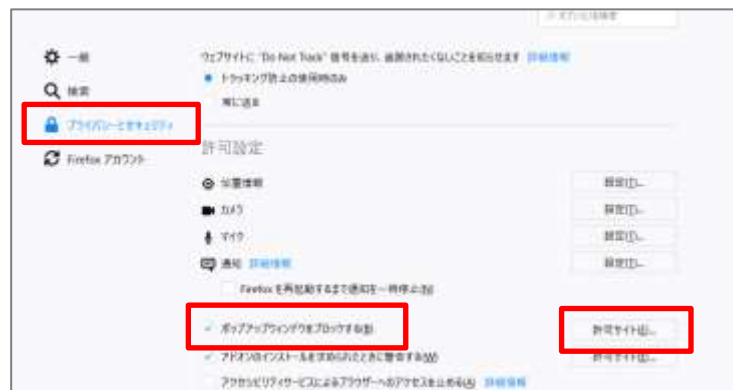 一般
ウェブサイトに "Do Not Track" 信号を送り、追跡されたくないことを知らせます 詳細情報
トラッキング防止の使用時のみ
常に送る
検索
プライバシーとセキュリティ
Firefox アカウント
許可設定
位置情報 設定(T)...
カメラ 設定(T)...
マイク 設定(T)...
通知 詳細情報 設定(T)...
Firefox を再起動するまで通知を一時停止(N)
ポップアップウィンドウをブロックする(B) 許可サイト(E)...
アドオンのインストールを求められたときに警告する(W) 許可サイト(E)...
アクセシビリティサービスによるブラウザーへのアクセスを止める(A) 詳細情報